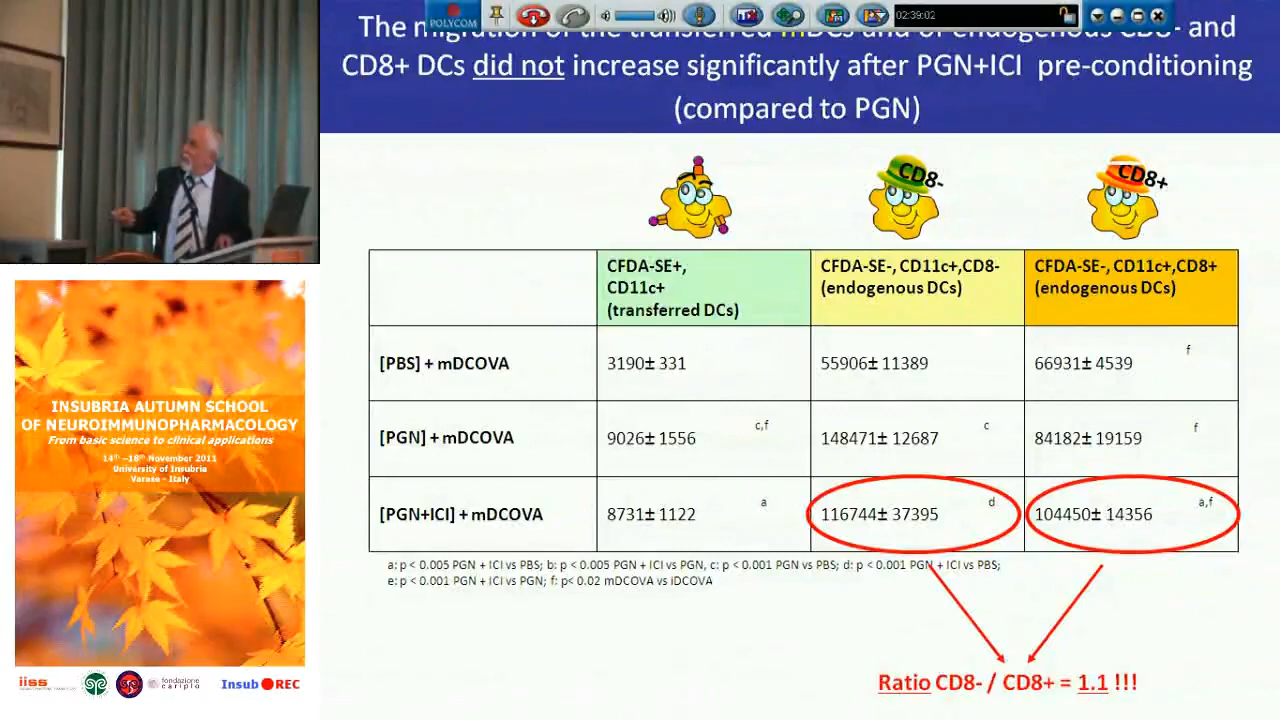 POLYCOM
02:39:02
The migration of the transferred mDCs and of endogenous CD8- and
CD8+ DCs did not increase significantly after PGN+ICI pre-conditioning
(compared to PGN)
CD8-
CD8+
CFDA-SE+,
CD11c+
(transferred DCs)
CFDA-SE-, CD11c+,CD8-
(endogenous DCs)
CFDA-SE-, CD11c+,CD8+
(endogenous DCs)
[PBS] + mDCOVA
3190± 331
55906± 11389
66931± 4539 f
[PGN] + mDCOVA
9026± 1556 c,f
148471± 12687 c
84182± 19159 f
[PGN+ICI] + mDCOVA
8731± 1122 a
116744± 37395 d
104450± 14356 a,f
a: p < 0.005 PGN + ICI vs PBS; b: p < 0.005 PGN + ICI vs PGN, c: p < 0.001 PGN vs PBS; d: p < 0.001 PGN + ICI vs PBS;
e: p < 0.001 PGN + ICI vs PGN; f: p< 0.02 mDCOVA vs iDCOVA
Ratio CD8- / CD8+ = 1.1 !!!
INSUBRIA AUTUMN SCHOOL
OF NEUROIMMUNOPHARMACOLOGY
From basic science to clinical applications
14th –18th November 2011
University of Insubria
Varese - Italy
iiss
fondazione
cariplo
Insub REC